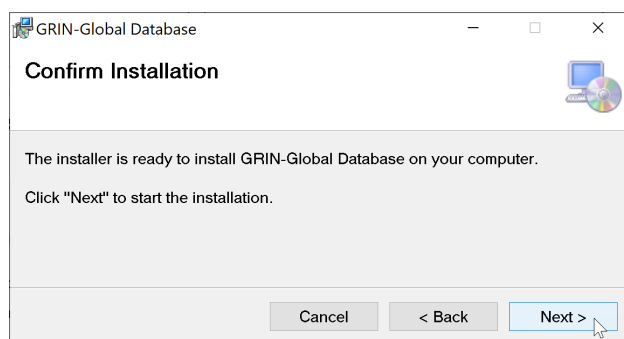 GRIN-Global Database
Confirm Installation
The installer is ready to install GRIN-Global Database on your computer.
Click "Next" to start the installation.
Cancel
< Back
Next >